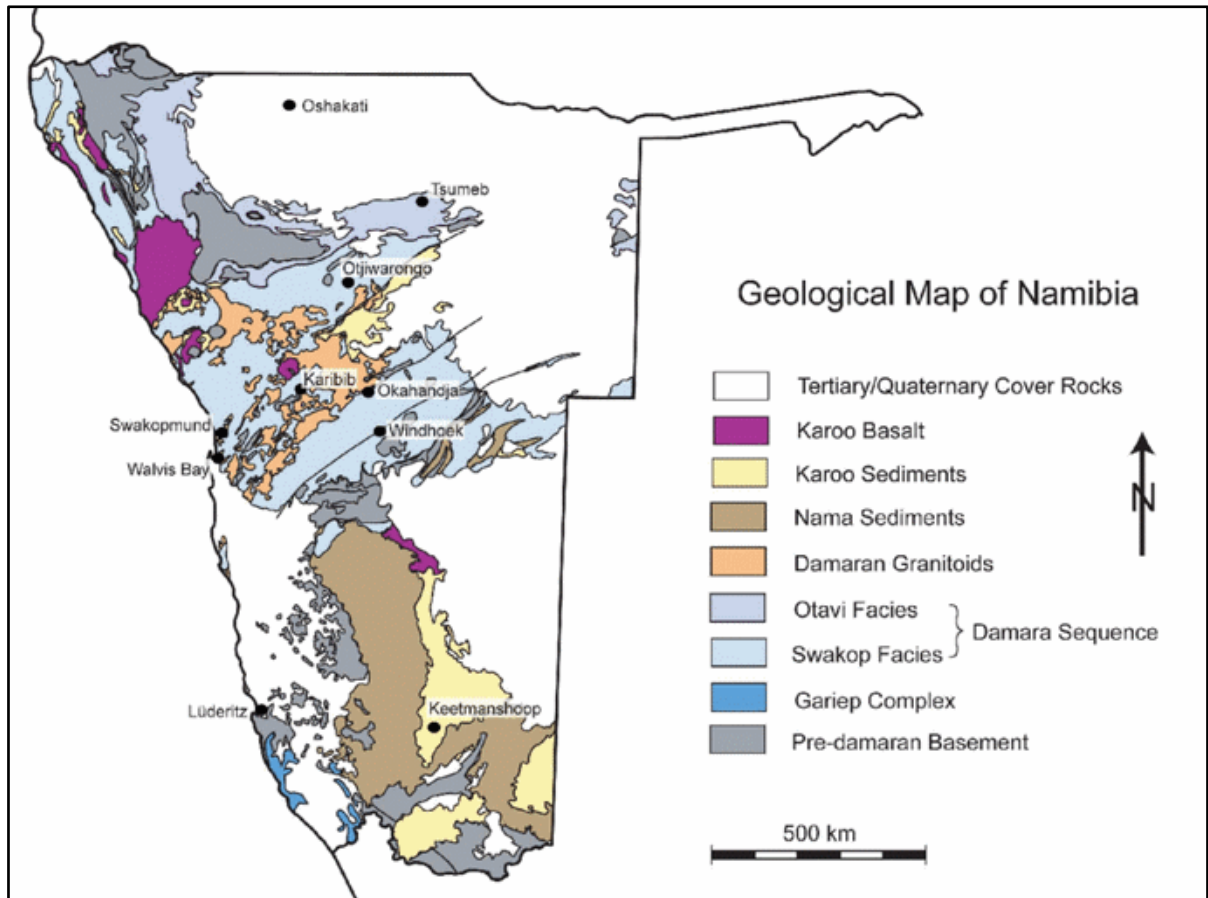 Oshakati
Tsumeb
Otjiwarongo
Karibib
Okahandja
Swakopmund
Windhoek
Walvis Bay
Lüderitz
Keetmanshoop
Geological Map of Namibia
Tertiary/Quaternary Cover Rocks
Karoo Basalt
Karoo Sediments
Nama Sediments
Damaran Granitoids
Otavi Facies
Damara Sequence
Swakop Facies
Gariep Complex
Pre-damaran Basement
N
500 km